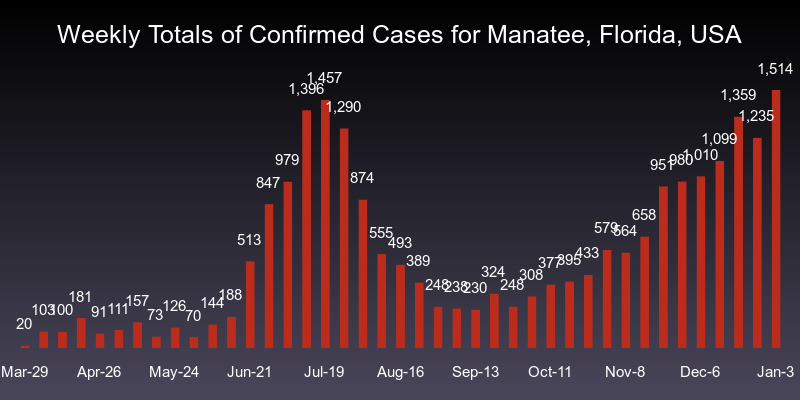 Weekly Totals of Confirmed Cases for Manatee, Florida, USA
20 103 100 181 91 111 157 73 126 70 144 188 513 847 979 1,396 1,457 1,290 874 555 493 389 248 238 230 324 248 308 377 395 433 579 564 658 951 980 1,010 1,099 1,359 1,235 1,514
Mar-29 Apr-26 May-24 Jun-21 Jul-19 Aug-16 Sep-13 Oct-11 Nov-8 Dec-6 Jan-3